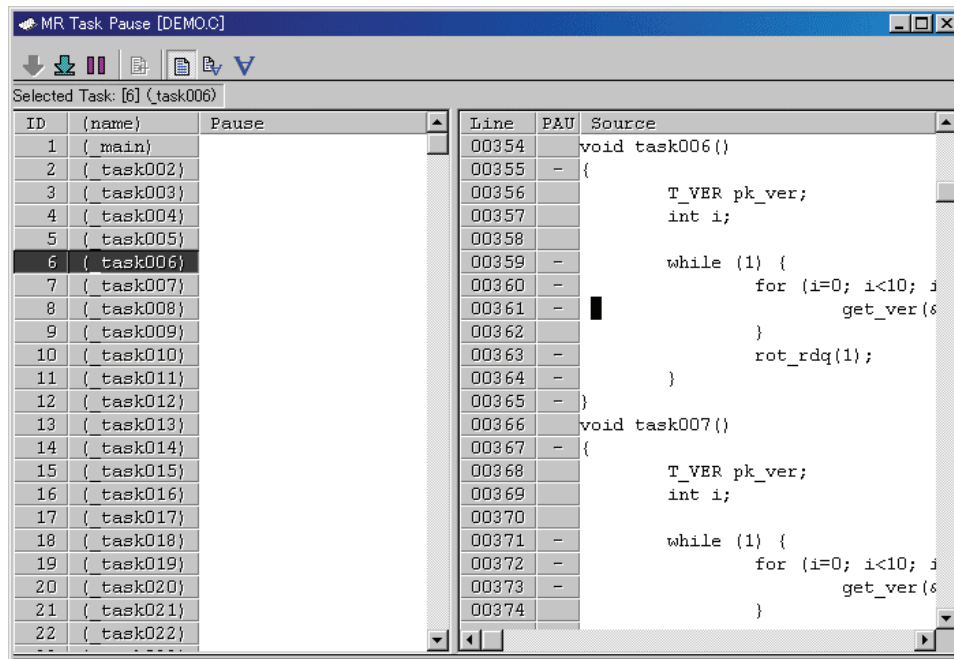 MR Task Pause [DEMO.C]
Selected Task: [6] (_task006)
ID (name) Pause
1 (_main)
2 (_task002)
3 (_task003)
4 (_task004)
5 (_task005)
6 (_task006)
7 (_task007)
8 (_task008)
9 (_task009)
10 (_task010)
11 (_task011)
12 (_task012)
13 (_task013)
14 (_task014)
15 (_task015)
16 (_task016)
17 (_task017)
18 (_task018)
19 (_task019)
20 (_task020)
21 (_task021)
22 (_task022)
Line PAU Source
00354 void task006()
00355 - {
00356 T_VER pk_ver;
00357 int i;
00358
00359 - while (1) {
00360 - for (i=0; i<10; i
00361 - get_ver(&
00362 }
00363 - rot_rdq(1);
00364 - }
00365 - }
00366 void task007()
00367 - {
00368 T_VER pk_ver;
00369 int i;
00370
00371 - while (1) {
00372 - for (i=0; i<10; i
00373 - get_ver(&
00374 }